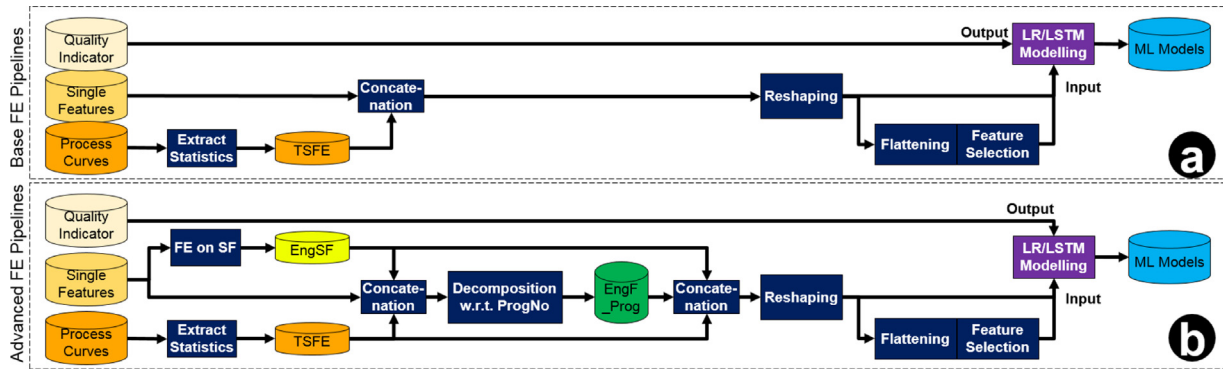 Base FE Pipelines
Quality
Indicator
Output
LR/LSTM
Modelling
ML Models
Single
Features
Concate-
nation
Reshaping
Input
Process
Curves
Extract
Statistics
TSFE
Flattening
Feature
Selection
a
Advanced FE Pipelines
Quality
Indicator
Output
FE on SF
EngSF
LR/LSTM
Modelling
ML Models
Single
Features
Concate-
nation
Decomposition
w.r.t. ProgNo
EngF
_Prog
Concate-
nation
Reshaping
Input
Process
Curves
Extract
Statistics
TSFE
Flattening
Feature
Selection
b